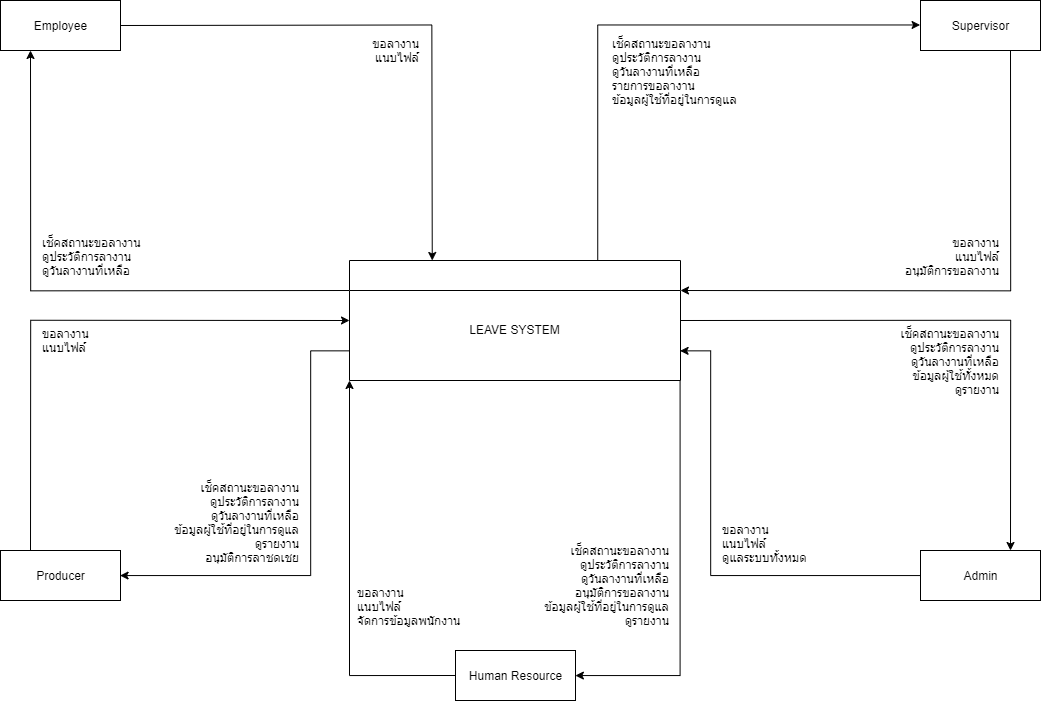 Employee
ขอลางาน
แนบไฟล์
เช็คสถานะขอลางาน
ดูประวัติการลางาน
ดูวันลางานที่เหลือ
รายการขอลางาน
ข้อมูลผู้ใช้ที่อยู่ในการดูแล
Supervisor
เช็คสถานะขอลางาน
ดูประวัติการลางาน
ดูวันลางานที่เหลือ
ขอลางาน
แนบไฟล์
อนุมัติการขอลางาน
LEAVE SYSTEM
ขอลางาน
แนบไฟล์
เช็คสถานะขอลางาน
ดูประวัติการลางาน
ดูวันลางานที่เหลือ
ข้อมูลผู้ใช้ทั้งหมด
ดูรายงาน
เช็คสถานะขอลางาน
ดูประวัติการลางาน
ดูวันลางานที่เหลือ
ข้อมูลผู้ใช้ที่อยู่ในการดูแล
ดูรายงาน
อนุมัติการลาชดเชย
Producer
ขอลางาน
แนบไฟล์
จัดการข้อมูลพนักงาน
เช็คสถานะขอลางาน
ดูประวัติการลางาน
ดูวันลางานที่เหลือ
อนุมัติการขอลางาน
ข้อมูลผู้ใช้ที่อยู่ในการดูแล
ดูรายงาน
ขอลางาน
แนบไฟล์
ดูแลระบบทั้งหมด
Admin
Human Resource